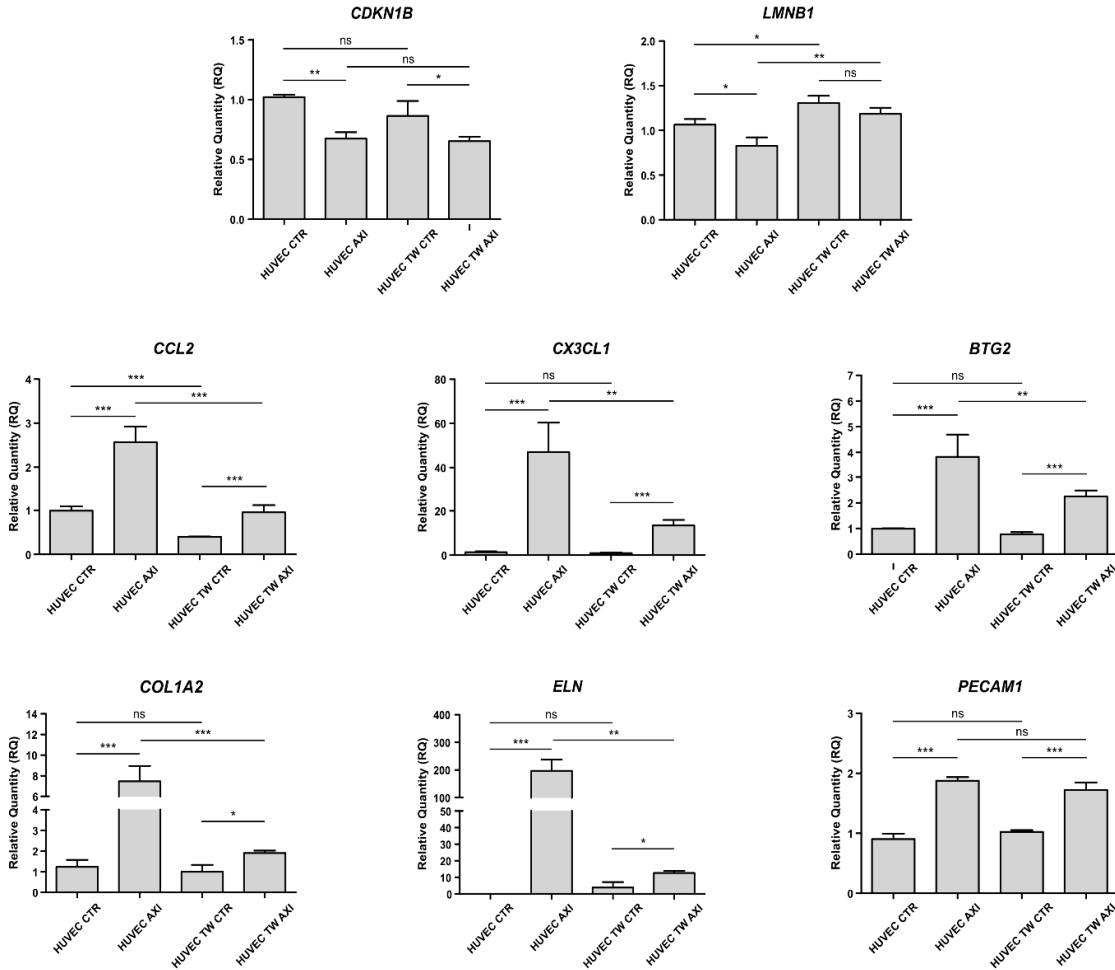 CDKN1B
Relative Quantity (RQ)
1.5
1.0
0.5
0.0
ns
ns
**
*
HUVEC CTR
HUVEC AXI
HUVEC TW CTR
HUVEC TW AXI
LMNB1
Relative Quantity (RQ)
2.0
1.5
1.0
0.5
0.0
*
**
ns
*
HUVEC CTR
HUVEC AXI
HUVEC TW CTR
HUVEC TW AXI
CCL2
Relative Quantity (RQ)
4
3
2
1
0
***
***
***
***
HUVEC CTR
HUVEC AXI
HUVEC TW CTR
HUVEC TW AXI
CX3CL1
Relative Quantity (RQ)
80
60
40
20
0
ns
**
***
***
HUVEC CTR
HUVEC AXI
HUVEC TW CTR
HUVEC TW AXI
BTG2
Relative Quantity (RQ)
7
6
5
4
3
2
1
0
ns
**
***
***
HUVEC CTR
HUVEC AXI
HUVEC TW CTR
HUVEC TW AXI
COL1A2
Relative Quantity (RQ)
14
12
10
8
6
4
2
1
0
ns
***
***
*
HUVEC CTR
HUVEC AXI
HUVEC TW CTR
HUVEC TW AXI
ELN
Relative Quantity (RQ)
400
300
200
100
50
40
30
20
10
0
ns
**
***
*
HUVEC CTR
HUVEC AXI
HUVEC TW CTR
HUVEC TW AXI
PECAM1
Relative Quantity (RQ)
3
2
1
0
ns
ns
***
***
HUVEC CTR
HUVEC AXI
HUVEC TW CTR
HUVEC TW AXI